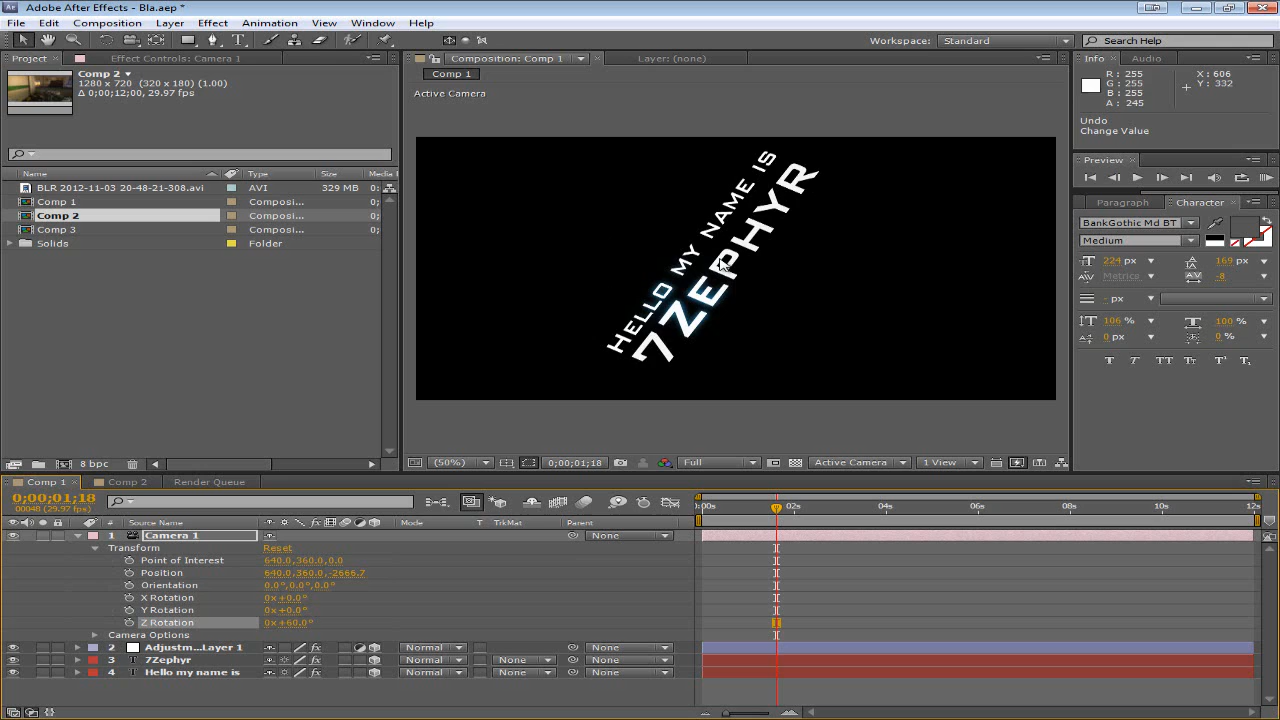 Adobe After Effects - Bla.aep *
File Edit Composition Layer Effect Animation View Window Help
Workspace: Standard Search Help
Project Effect Controls: Camera 1
Composition: Comp 1 Layer: (none)
Info Audio
Comp 2
1280 x 720 (320 x 180) (1.00)
Δ 0;00;12;00, 29.97 fps
Comp 1
Active Camera
R : 255
G : 255
B : 255
A : 245
X : 606
Y : 332
Undo
Change Value
Preview
Name Type Size Media
BLR 2012-11-03 20-48-21-308.avi AVI 329 MB 0;
Comp 1 Composi... 0;
Comp 2 Composi... 0;
Comp 3 Composi... 0;
Solids Folder
Hello my name is
7Zephyr
Paragraph Character
BankGothic Md BT
Medium
224 px 169 px
Metrics -8
- px
106 % 100 %
0 px 0 %
T T TT Tr T¹ T₁
8 bpc
(50%) 0;00;01;18 Full Active Camera 1 View
Comp 1 Comp 2 Render Queue
0;00;01;18
00048 (29.97 fps)
:00s 02s 04s 06s 08s 10s 12s
# Source Name Mode T TrkMat Parent
1 Camera 1 None
Transform Reset
Point of Interest 640.0,360.0,0.0
Position 640.0,360.0,-2666.7
Orientation 0.0°,0.0°,0.0°
X Rotation 0x+0.0°
Y Rotation 0x+0.0°
Z Rotation 0x+60.0°
Camera Options
2 Adjustm...Layer 1 Normal None
3 T 7Zephyr Normal None None
4 T Hello my name is Normal None None